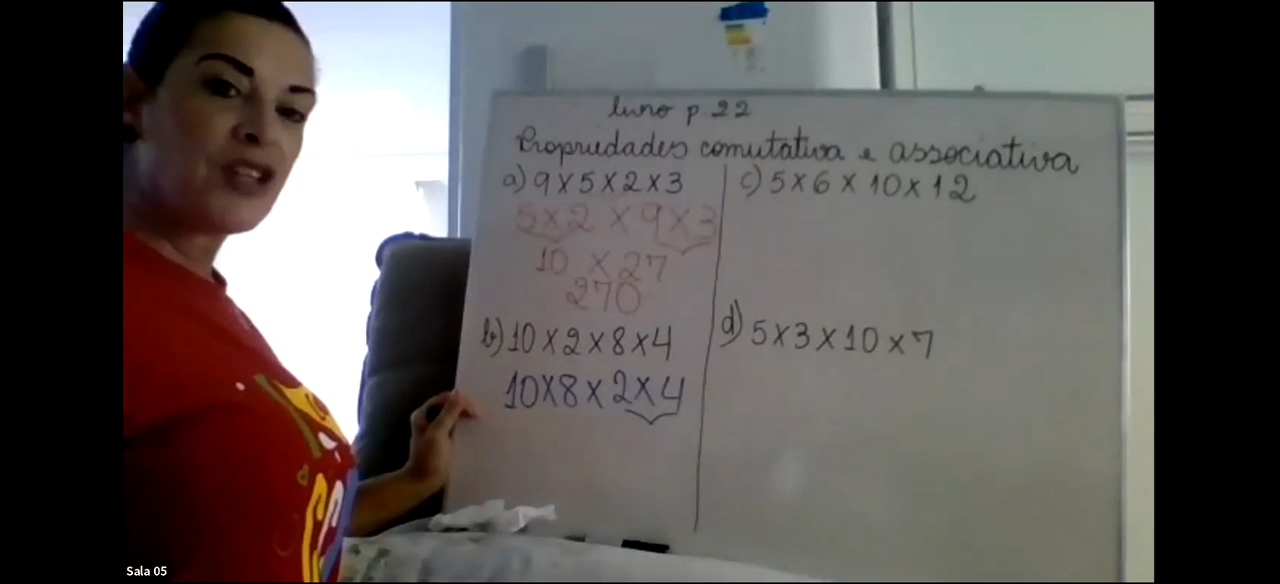 livro p. 22
Propriedades comutativa e associativa
a) 9 x 5 x 2 x 3
5 x 2 x 9 x 3
10 x 27
270
b) 10 x 2 x 8 x 4
10 x 8 x 2 x 4
c) 5 x 6 x 10 x 12
d) 5 x 3 x 10 x 7
Sala 05